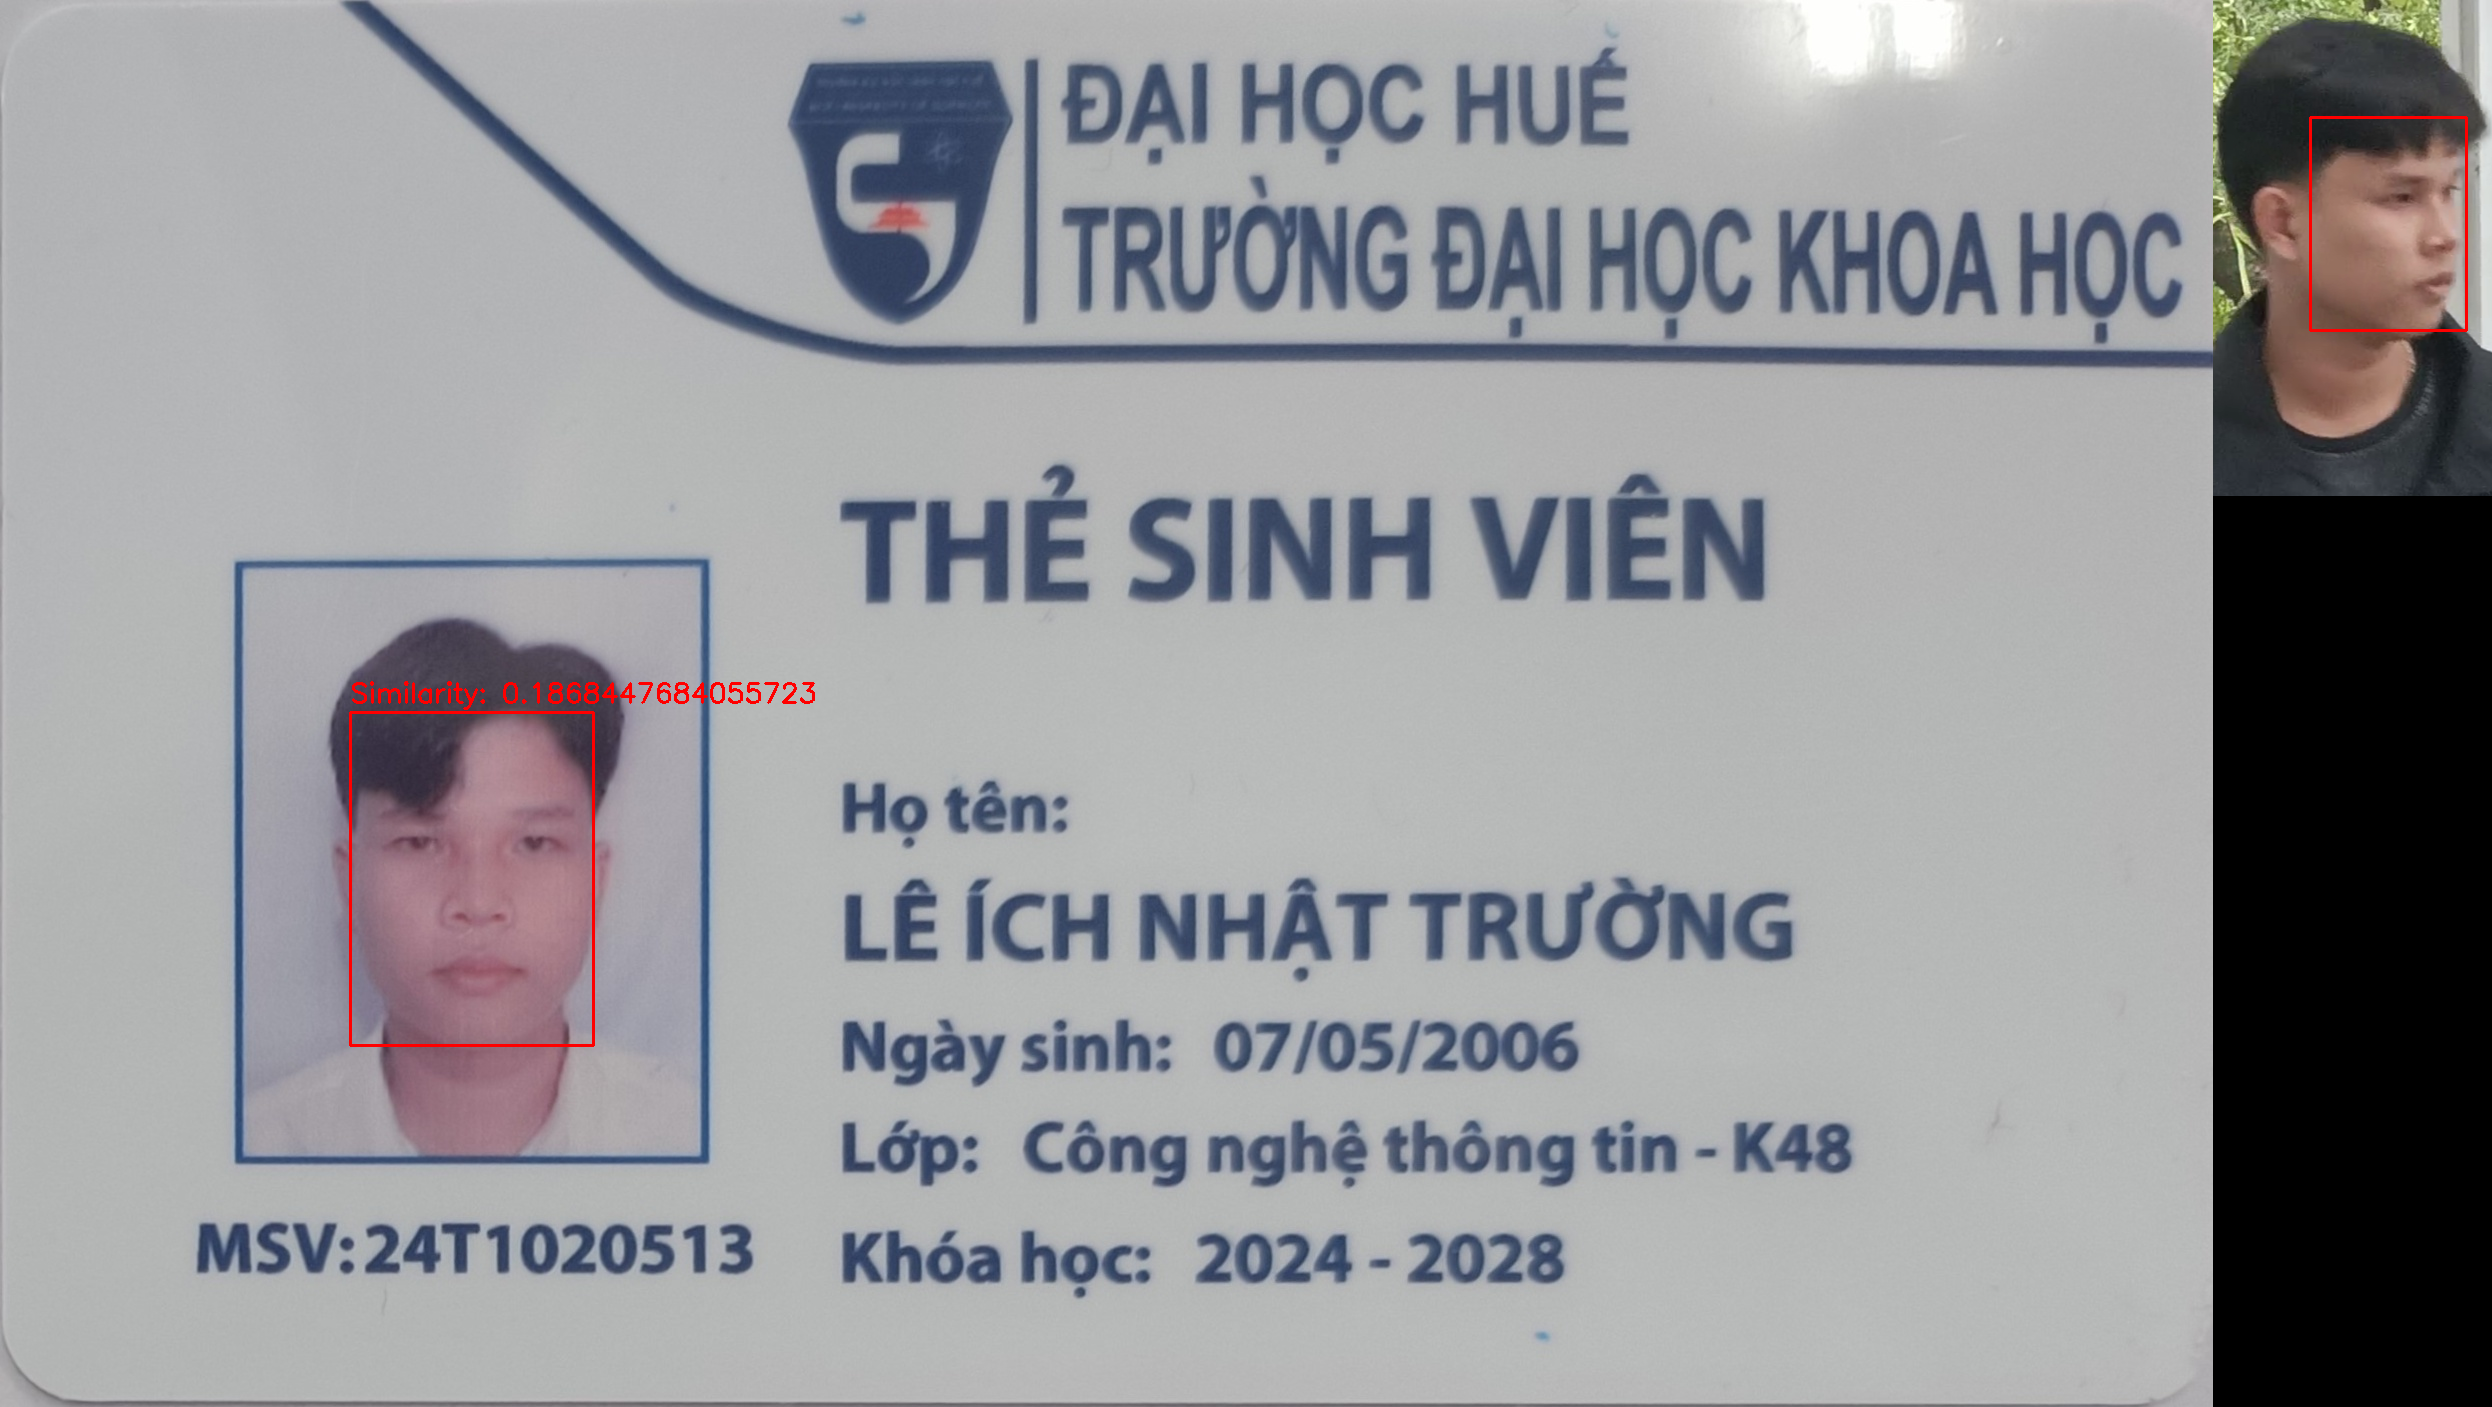 ĐẠI HỌC HUẾ
TRƯỜNG ĐẠI HỌC KHOA HỌC
THẺ SINH VIÊN
Similarity: 0.1868447684055723
Họ tên:
LÊ ÍCH NHẬT TRƯỜNG
Ngày sinh: 07/05/2006
Lớp: Công nghệ thông tin - K48
MSV: 24T1020513
Khóa học: 2024 - 2028